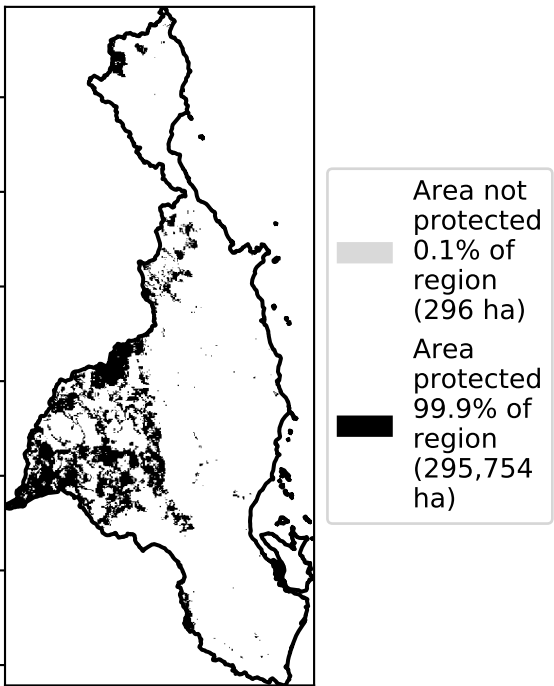 Area not
protected
0.1% of
region
(296 ha)
Area
protected
99.9% of
region
(295,754
ha)